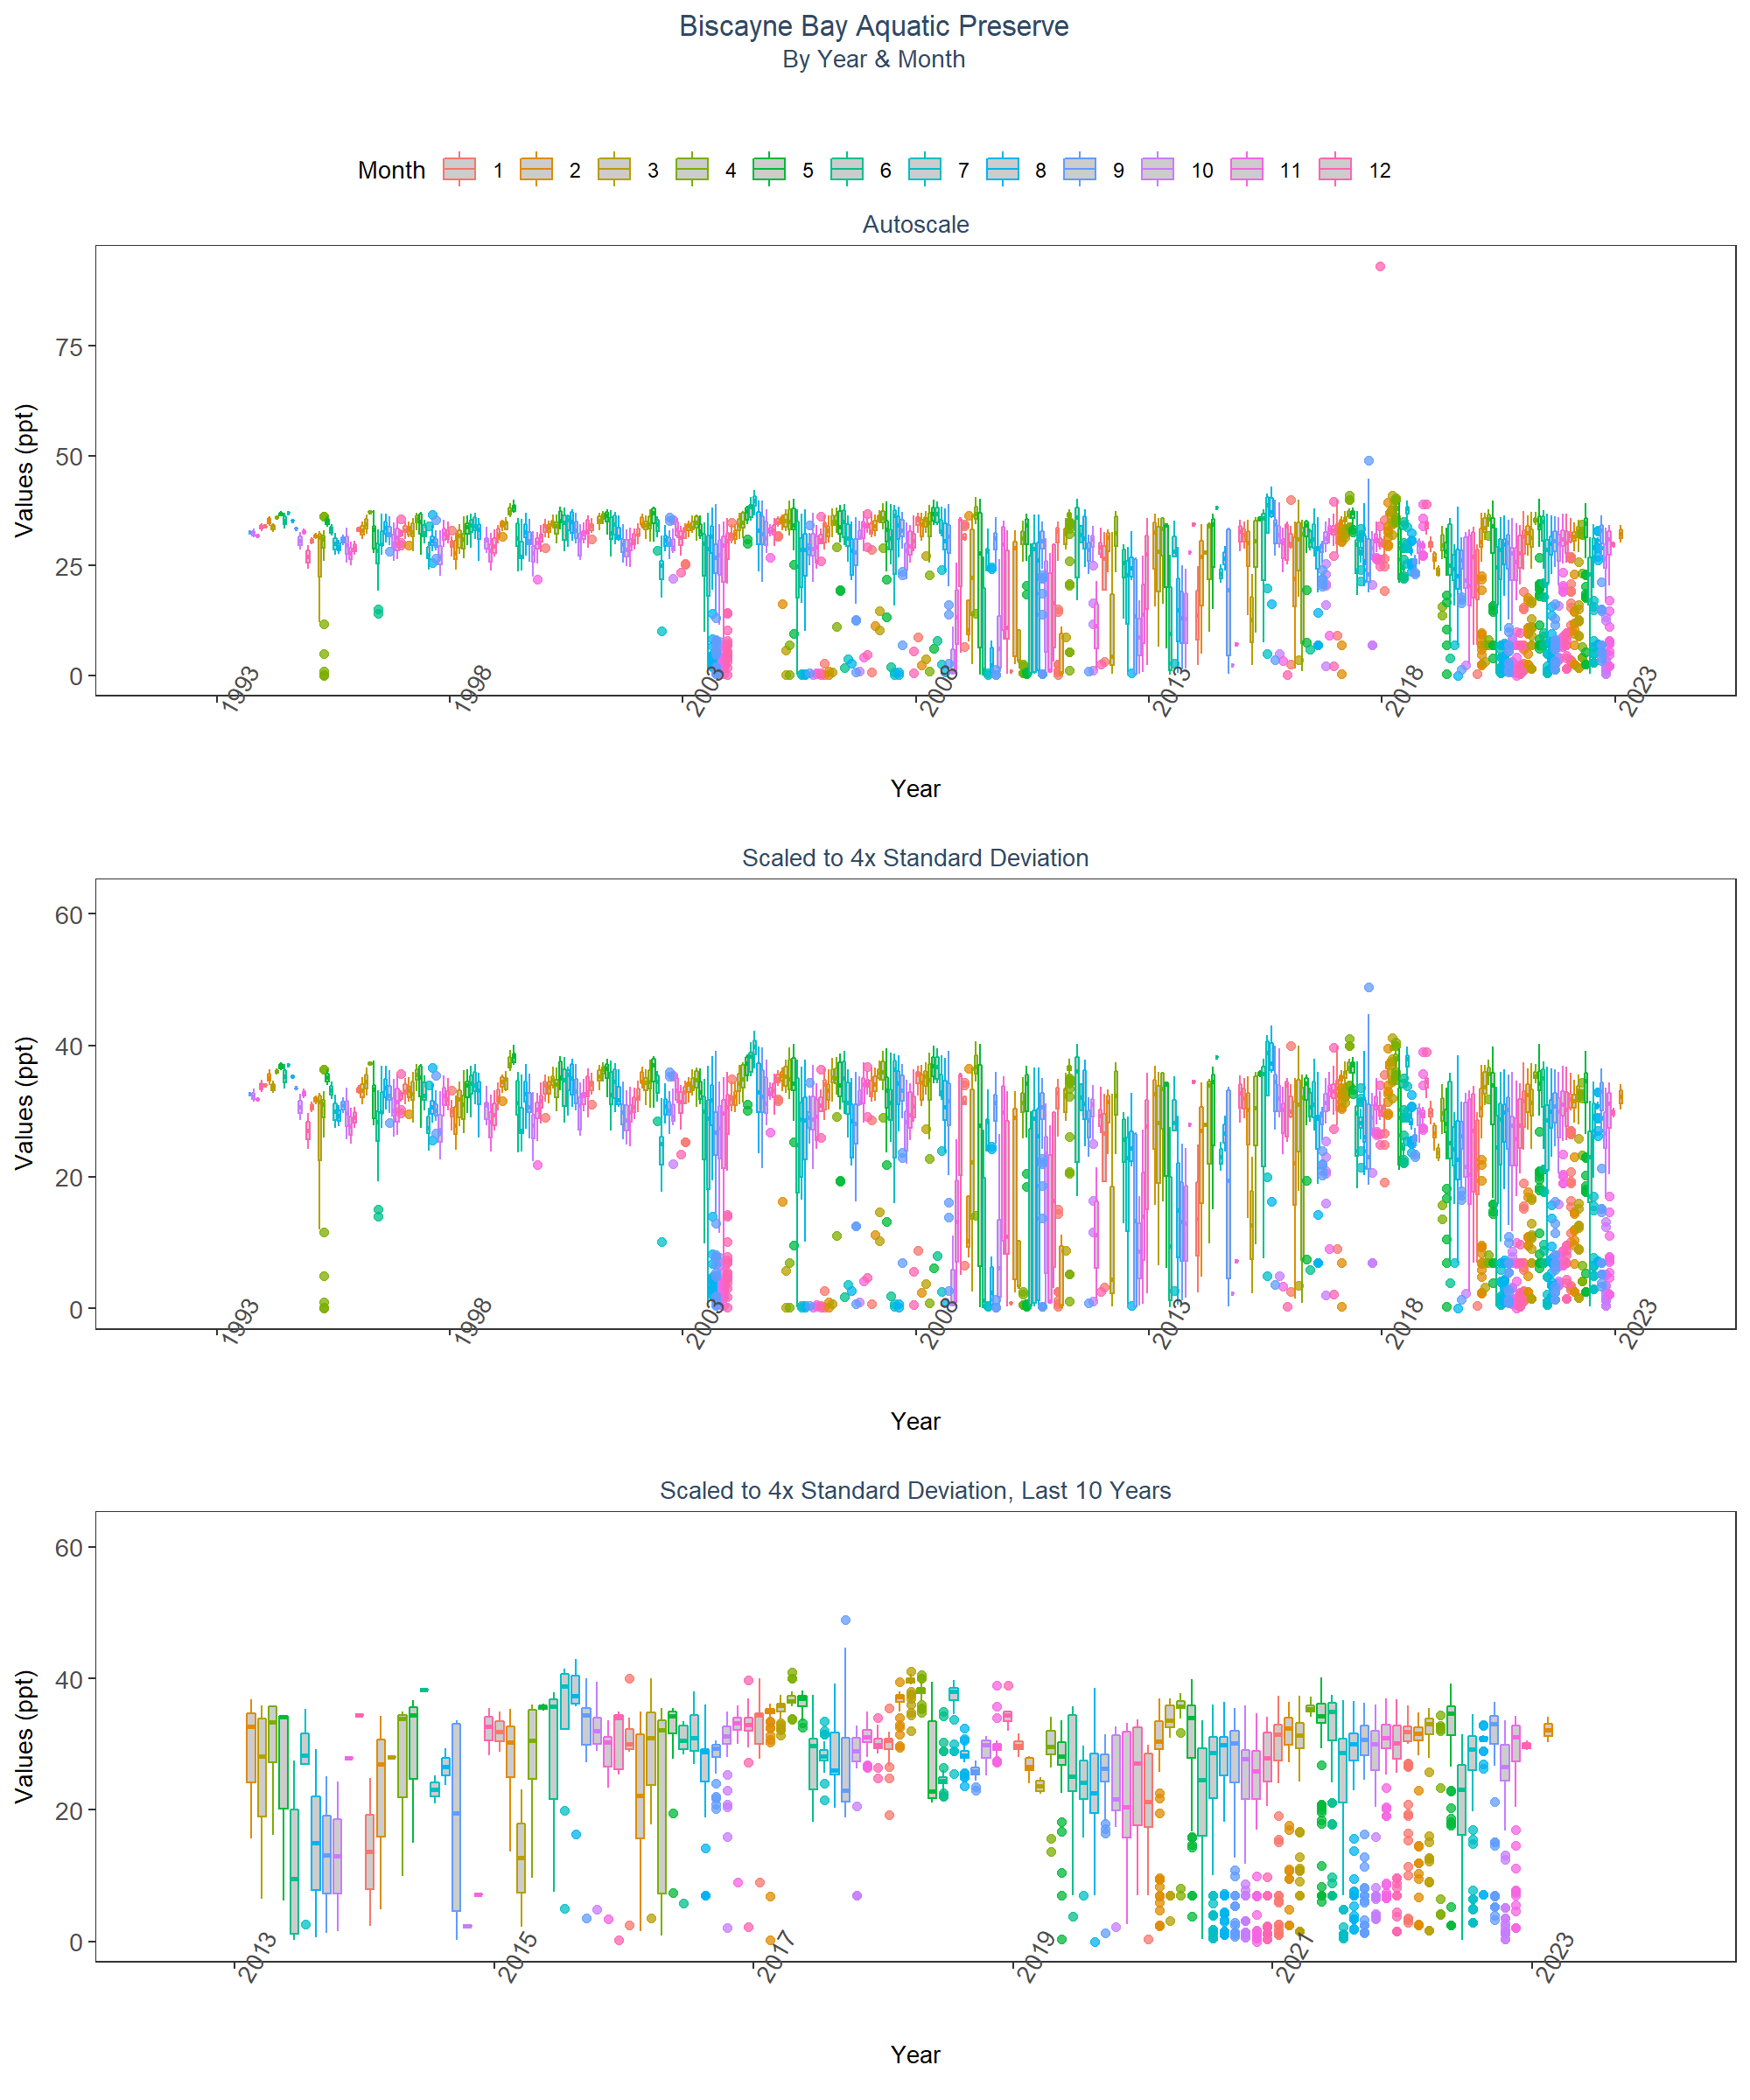 Biscayne Bay Aquatic Preserve
By Year & Month
Month 1 2 3 4 5 6 7 8 9 10 11 12
Autoscale
Values (ppt)
75
50
25
0
1993 1998 2003 2008 2013 2018 2023
Year
Scaled to 4x Standard Deviation
Values (ppt)
60
40
20
0
1993 1998 2003 2008 2013 2018 2023
Year
Scaled to 4x Standard Deviation, Last 10 Years
Values (ppt)
60
40
20
0
2013 2015 2017 2019 2021 2023
Year